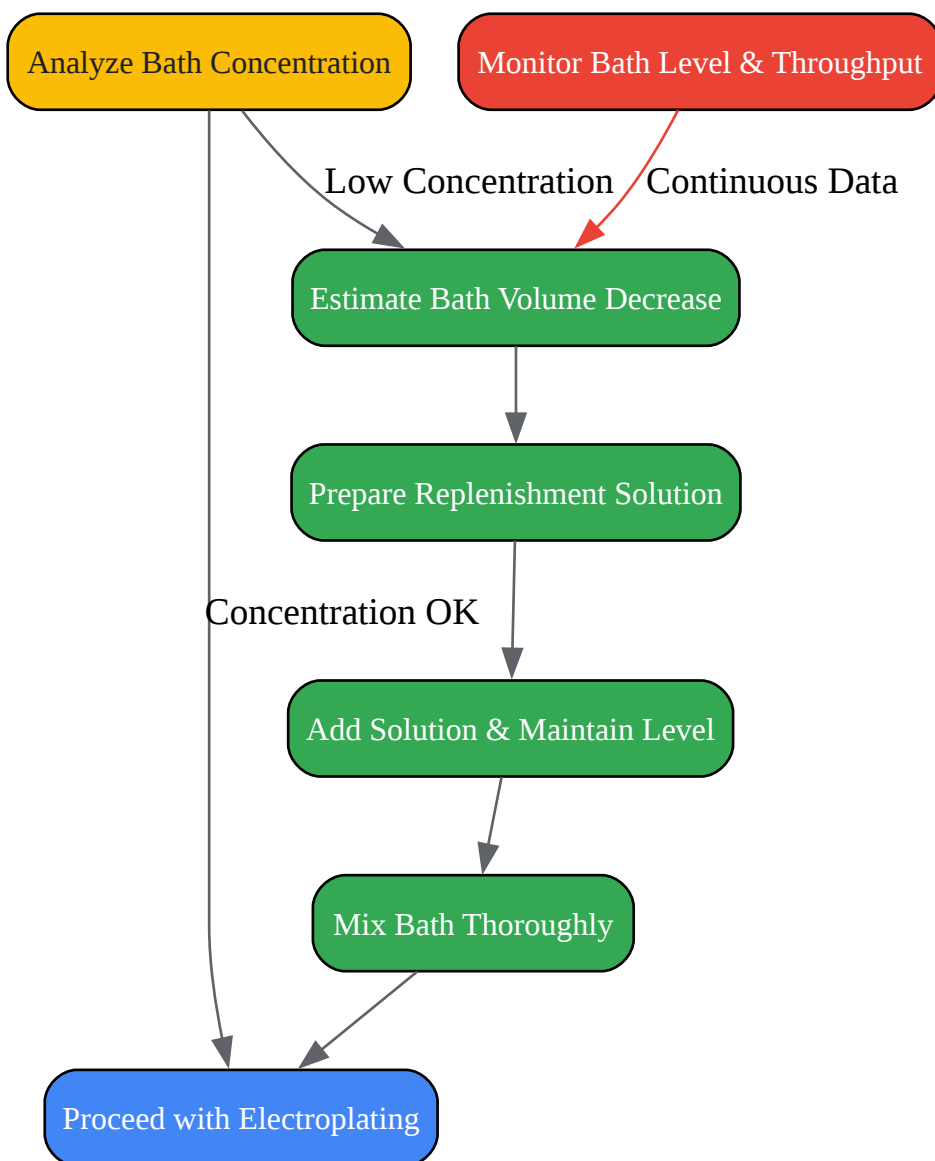 Analyze Bath Concentration
Monitor Bath Level & Throughput
Low Concentration
Continuous Data
Estimate Bath Volume Decrease
Prepare Replenishment Solution
Concentration OK
Add Solution & Maintain Level
Mix Bath Thoroughly
Proceed with Electroplating